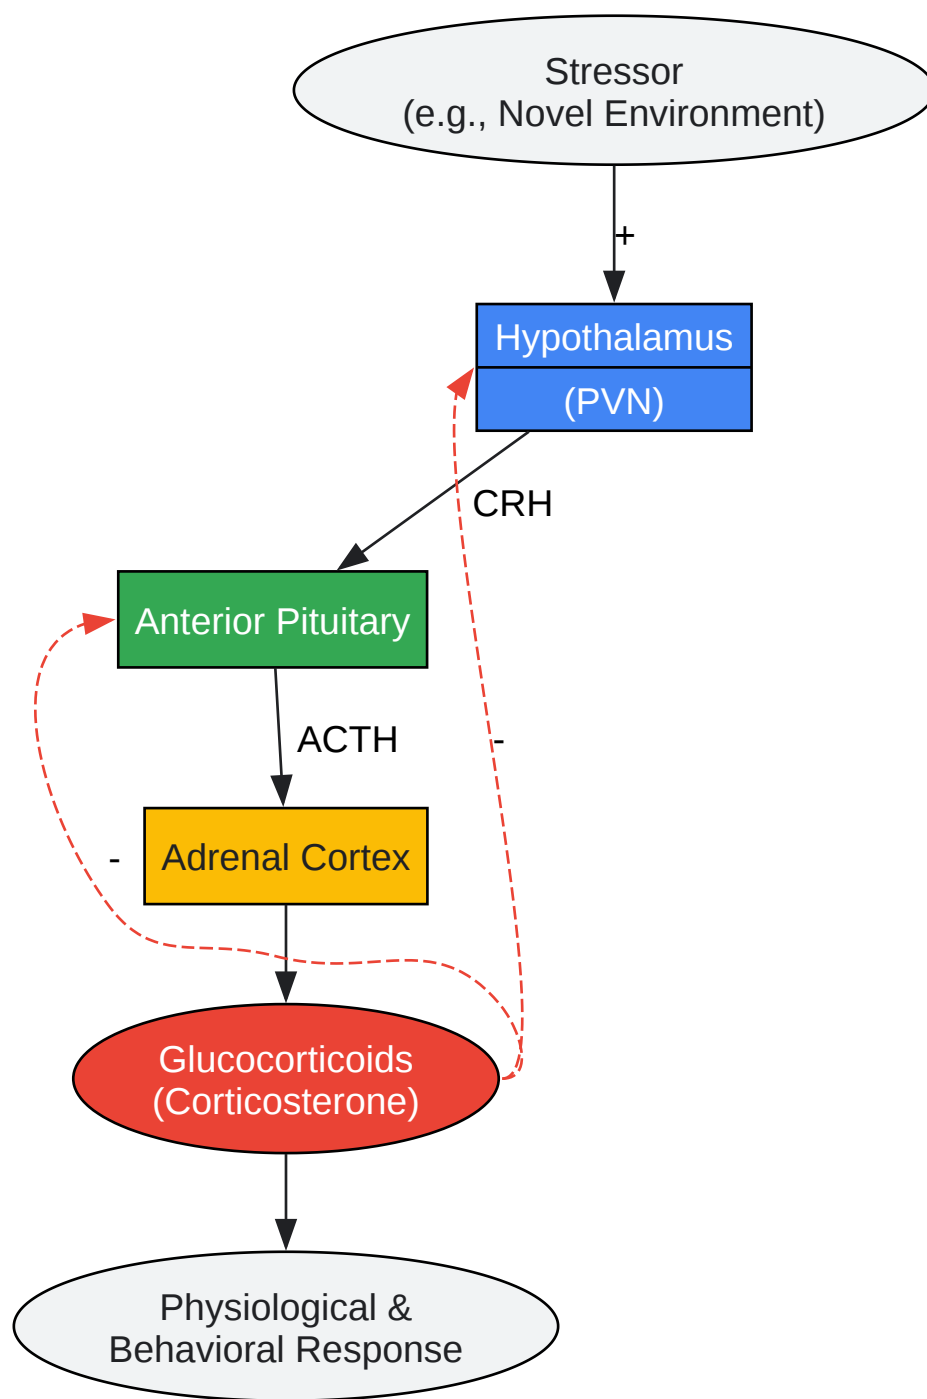 Stressor
(e.g., Novel Environment)
+
Hypothalamus
(PVN)
CRH
Anterior Pituitary
ACTH
-
Adrenal Cortex
-
Glucocorticoids
(Corticosterone)
Physiological &
Behavioral Response